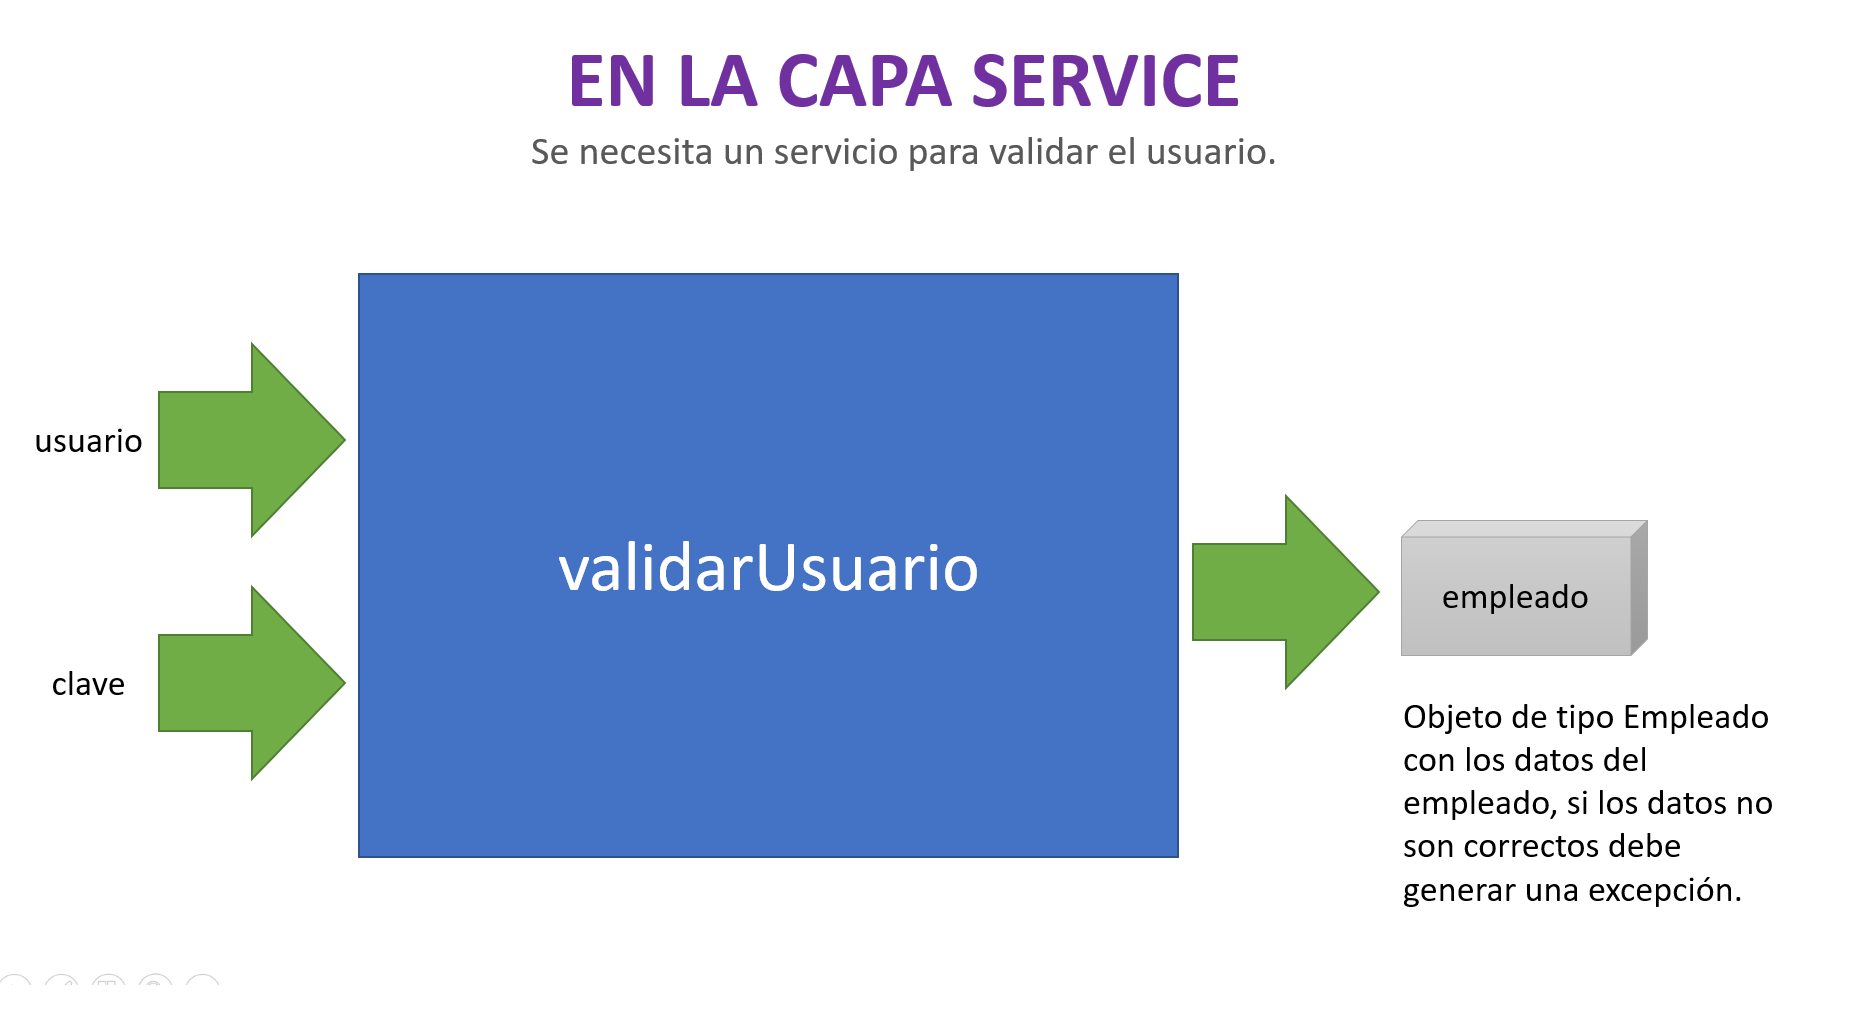 EN LA CAPA SERVICE
Se necesita un servicio para validar el usuario.
usuario
clave
validarUsuario
empleado
Objeto de tipo Empleado
con los datos del
empleado, si los datos no
son correctos debe
generar una excepción.